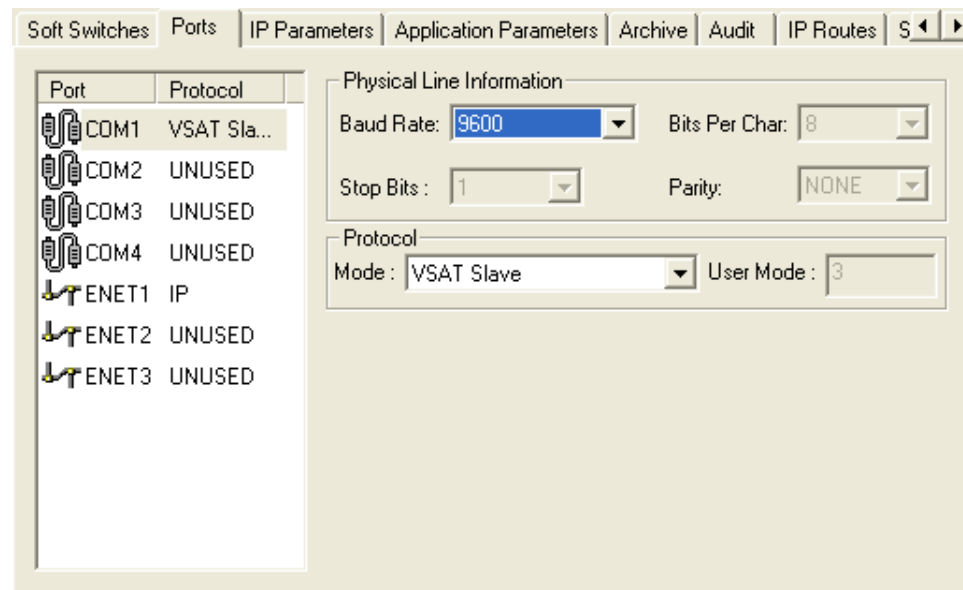 Soft Switches Ports IP Parameters Application Parameters Archive Audit IP Routes S
Port Protocol
COM1 VSAT Sla...
COM2 UNUSED
COM3 UNUSED
COM4 UNUSED
ENET1 IP
ENET2 UNUSED
ENET3 UNUSED
Physical Line Information
Baud Rate: 9600 Bits Per Char: 8
Stop Bits : 1 Parity: NONE
Protocol
Mode : VSAT Slave User Mode : 3